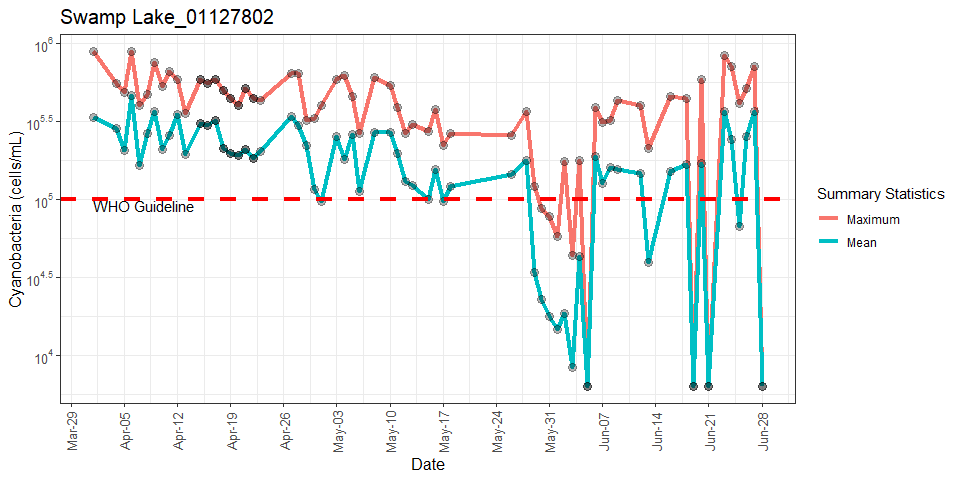 Swamp Lake_01127802
Cyanobacteria (cells/mL)
10^6
10^5.5
10^5
10^4.5
10^4
WHO Guideline
Mar-29
Apr-05
Apr-12
Apr-19
Apr-26
May-03
May-10
May-17
May-24
May-31
Jun-07
Jun-14
Jun-21
Jun-28
Date
Summary Statistics
Maximum
Mean